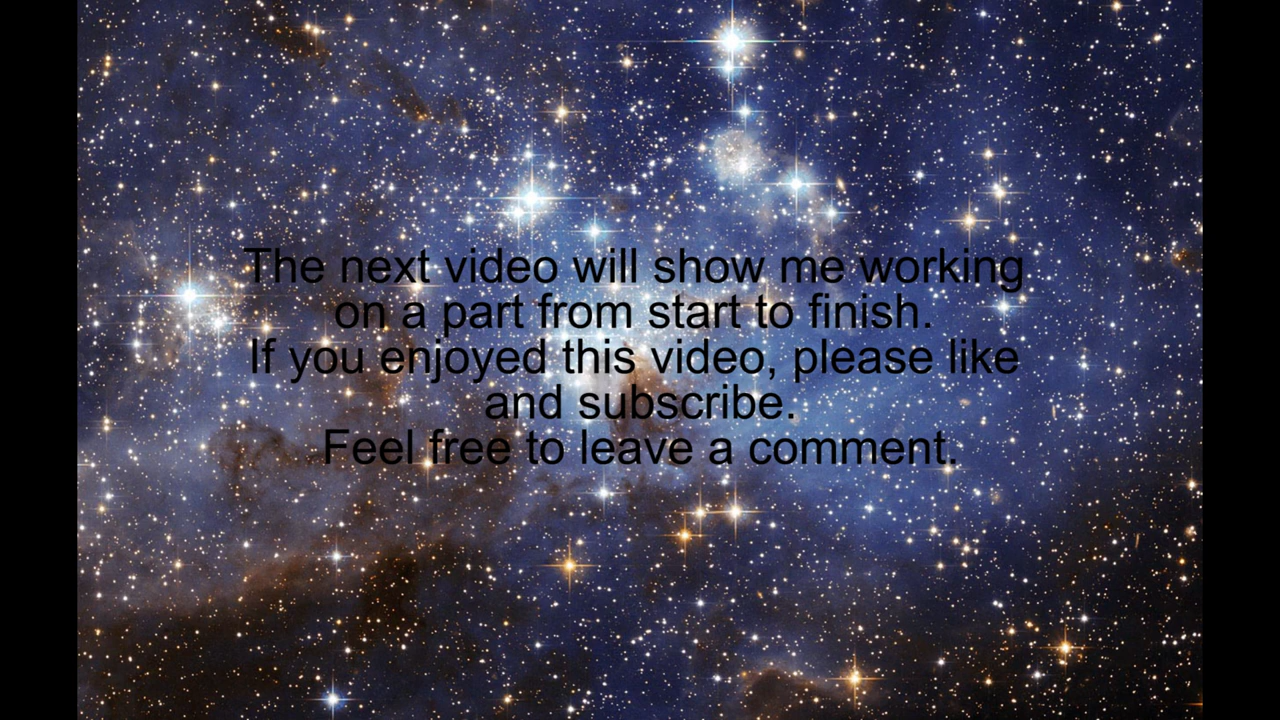 The next video will show me working
on a part from start to finish.
If you enjoyed this video, please like
and subscribe.
Feel free to leave a comment.